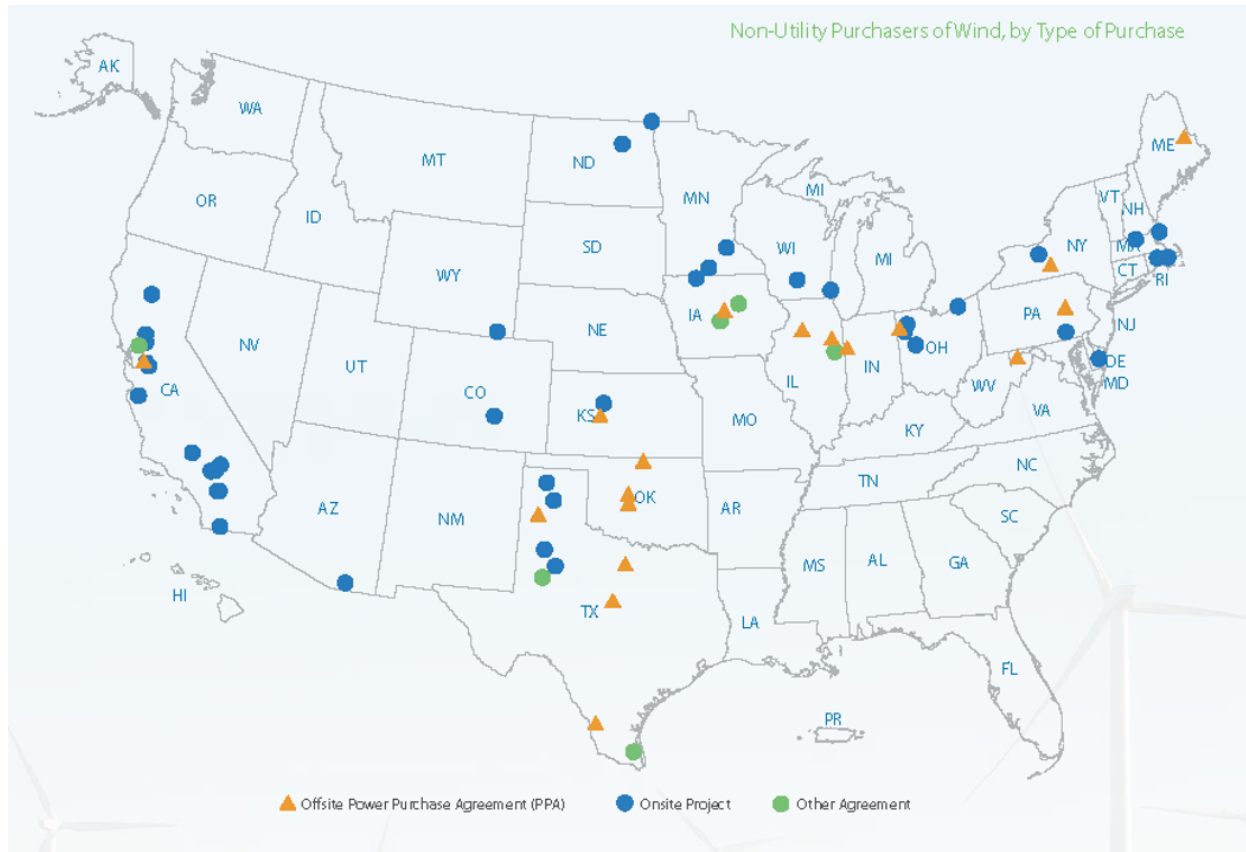 Non-Utility Purchasers of Wind, by Type of Purchase
AK
WA
MT
ND
MN
MI
ME
VT
NH
OR
ID
SD
WI
NY
MA
WY
MI
CT
RI
IA
PA
NE
NJ
NV
OH
UT
IL
IN
DE
CA
CO
WV
MD
KS
MO
VA
KY
NC
TN
OK
AZ
NM
AR
SC
MS
AL
GA
HI
TX
LA
FL
PR
Offsite Power Purchase Agreement (PPA)
Onsite Project
Other Agreement